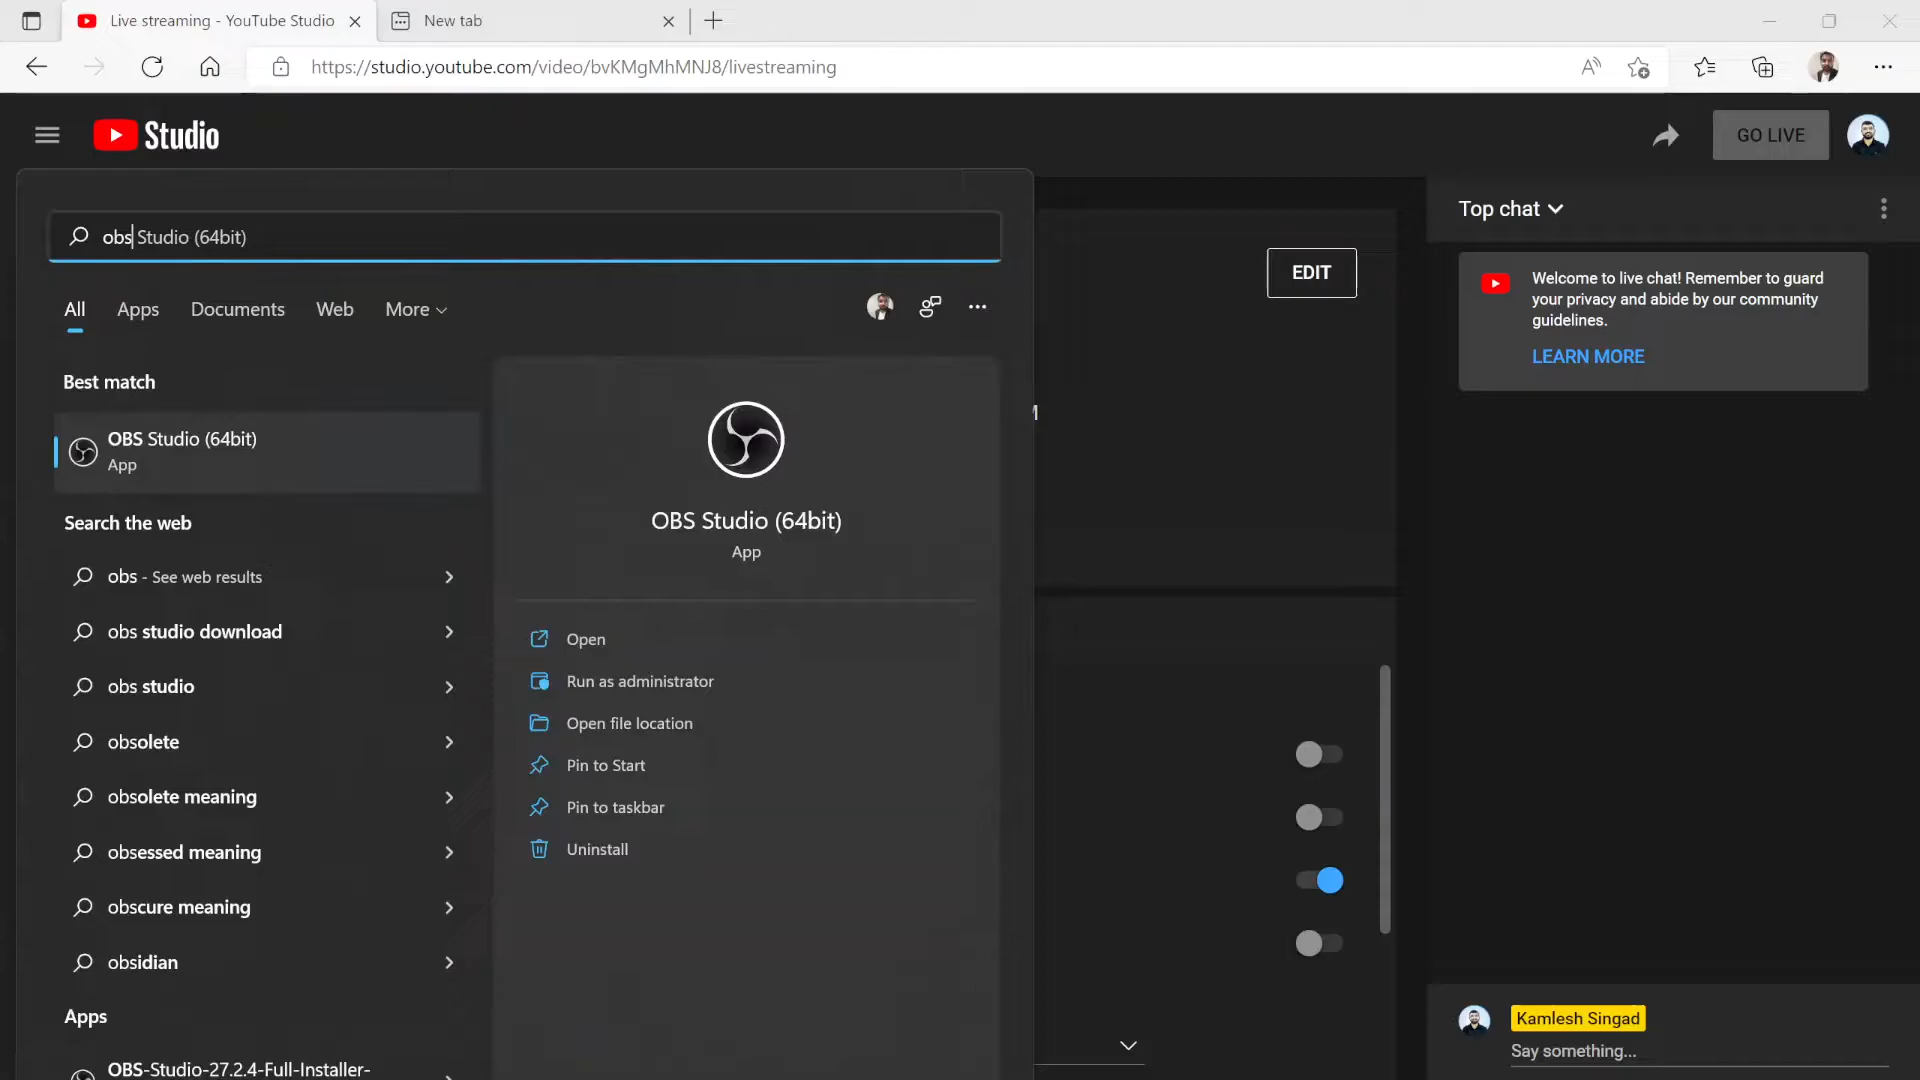 Live streaming - YouTube Studio
New tab
https://studio.youtube.com/video/bvKMgMhMNJ8/livestreaming
Studio
GO LIVE
obs Studio (64bit)
All
Apps
Documents
Web
More
Best match
OBS Studio (64bit)
App
Search the web
obs - See web results
obs studio download
obs studio
obsolete
obsolete meaning
obsessed meaning
obscure meaning
obsidian
Apps
OBS-Studio-27.2.4-Full-Installer-
OBS Studio (64bit)
App
Open
Run as administrator
Open file location
Pin to Start
Pin to taskbar
Uninstall
EDIT
Top chat
Welcome to live chat! Remember to guard
your privacy and abide by our community
guidelines.
LEARN MORE
Kamlesh Singad
Say something...